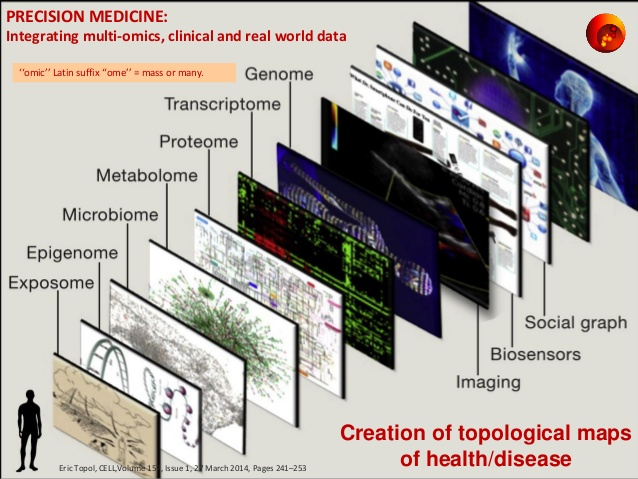 PRECISION MEDICINE:
Integrating multi-omics, clinical and real world data
‘‘omic’’ Latin suffix “ome’’ = mass or many.
Genome
Transcriptome
Proteome
Metabolome
Microbiome
Epigenome
Exposome
Social graph
Biosensors
Imaging
Creation of topological maps
of health/disease
Eric Topol, CELL,Volume Issue 1, March 2014, Pages 241–253